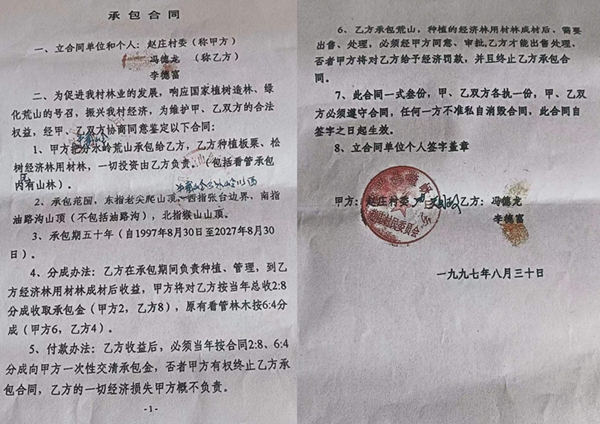 承 包 合 同
一、立合同单位和个人：赵庄村委（称甲方）
冯德龙（称乙方）
李德富
二、为促进我村林业的发展，响应国家植树造林、绿
化荒山的号召，振兴我村经济，为维护甲、乙双方的合法
权益，经甲、乙双方协商同意鉴定以下合同：
1、甲方把分水岭荒山承包给乙方，乙方种植板栗、松
树经济林用材林，一切投资由乙方负责。（包括看管承包
内有山林）。
2、承包范围，东指老尖爬山顶、西指张台边界、南指
油路沟山顶（不包括油路沟），北指猴山山顶。
3、承包期五十年（自1997年8月30日至2027年8月30
日）。
4、分成办法：乙方在承包期间负责种植、管理，到乙
方经济林用材林成材后收益，甲方将对乙方按当年总收2:8
分成收取承包金（甲方2，乙方8），原有看管林木按6:4分
成（甲方6，乙方4）。
5、付款办法：乙方收益后，必须当年按合同2:8、6:4
分成向甲方一次性交清承包金，否者甲方有权终止乙方承
包合同，乙方的一切经济损失甲方概不负责。
- 1 -
6、乙方承包荒山，种植的经济林用材林成材后、需要
出售、处理，必须经甲方同意、审批，乙方才能出售处理，
否者甲方将对乙方给予经济罚款，并且终止乙方承包合
同。
7、此合同一式叁份，甲、乙方各执一份，甲、乙双
方必须遵守合同，任何一方不准私自消毁合同，此合同自
签字之日起生效。
8、立合同单位个人签字盖章
甲方：赵庄村委
乙方：冯德龙
李德富
村民委员会
一九九七年八月三十日